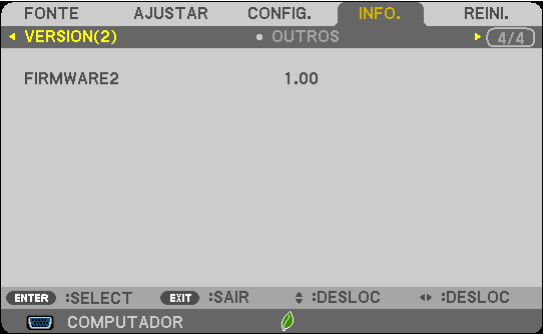 FONTE AJUSTAR CONFIG. INFO. REINI.
VERSION(2) • OUTROS 4/4
FIRMWARE2 1.00
ENTER :SELECT EXIT :SAIR :DESLOC :DESLOC
COMPUTADOR